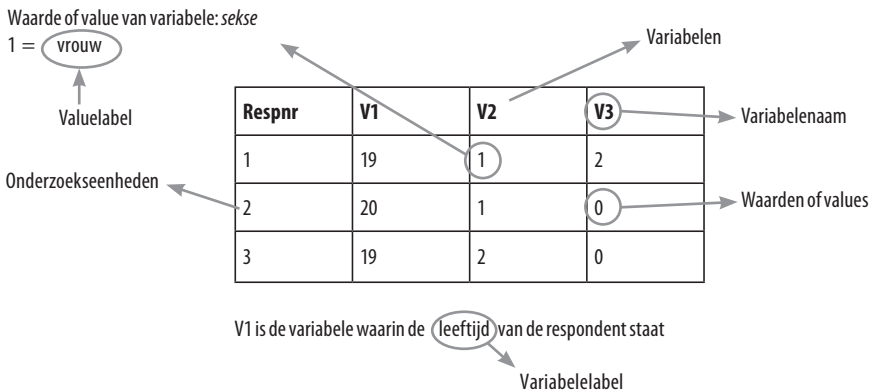 Waarde of value van variabele: sekse
1 = vrouw
Valuelabel
Variabelen
Respnr V1 V2 V3
Variabelenaam
1 19 1 2
Onderzoekseenheden
2 20 1 0
Waarden of values
3 19 2 0
V1 is de variabele waarin de leeftijd van de respondent staat
Variabelelabel